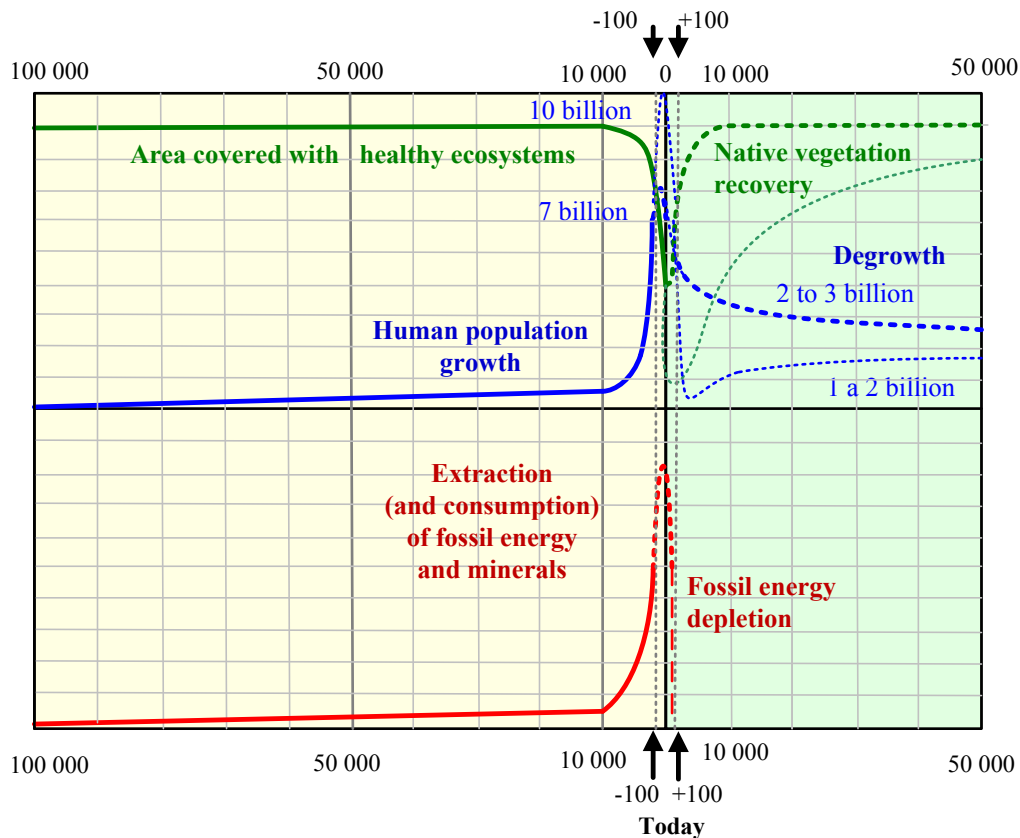 -100 +100
100 000 50 000 10 000 0 10 000 50 000
10 billion
Area covered with healthy ecosystems
Native vegetation
recovery
7 billion
Degrowth
2 to 3 billion
Human population
growth
1 a 2 billion
Extraction
(and consumption)
of fossil energy
and minerals
Fossil energy
depletion
100 000 50 000 10 000 10 000 50 000
-100 +100
Today